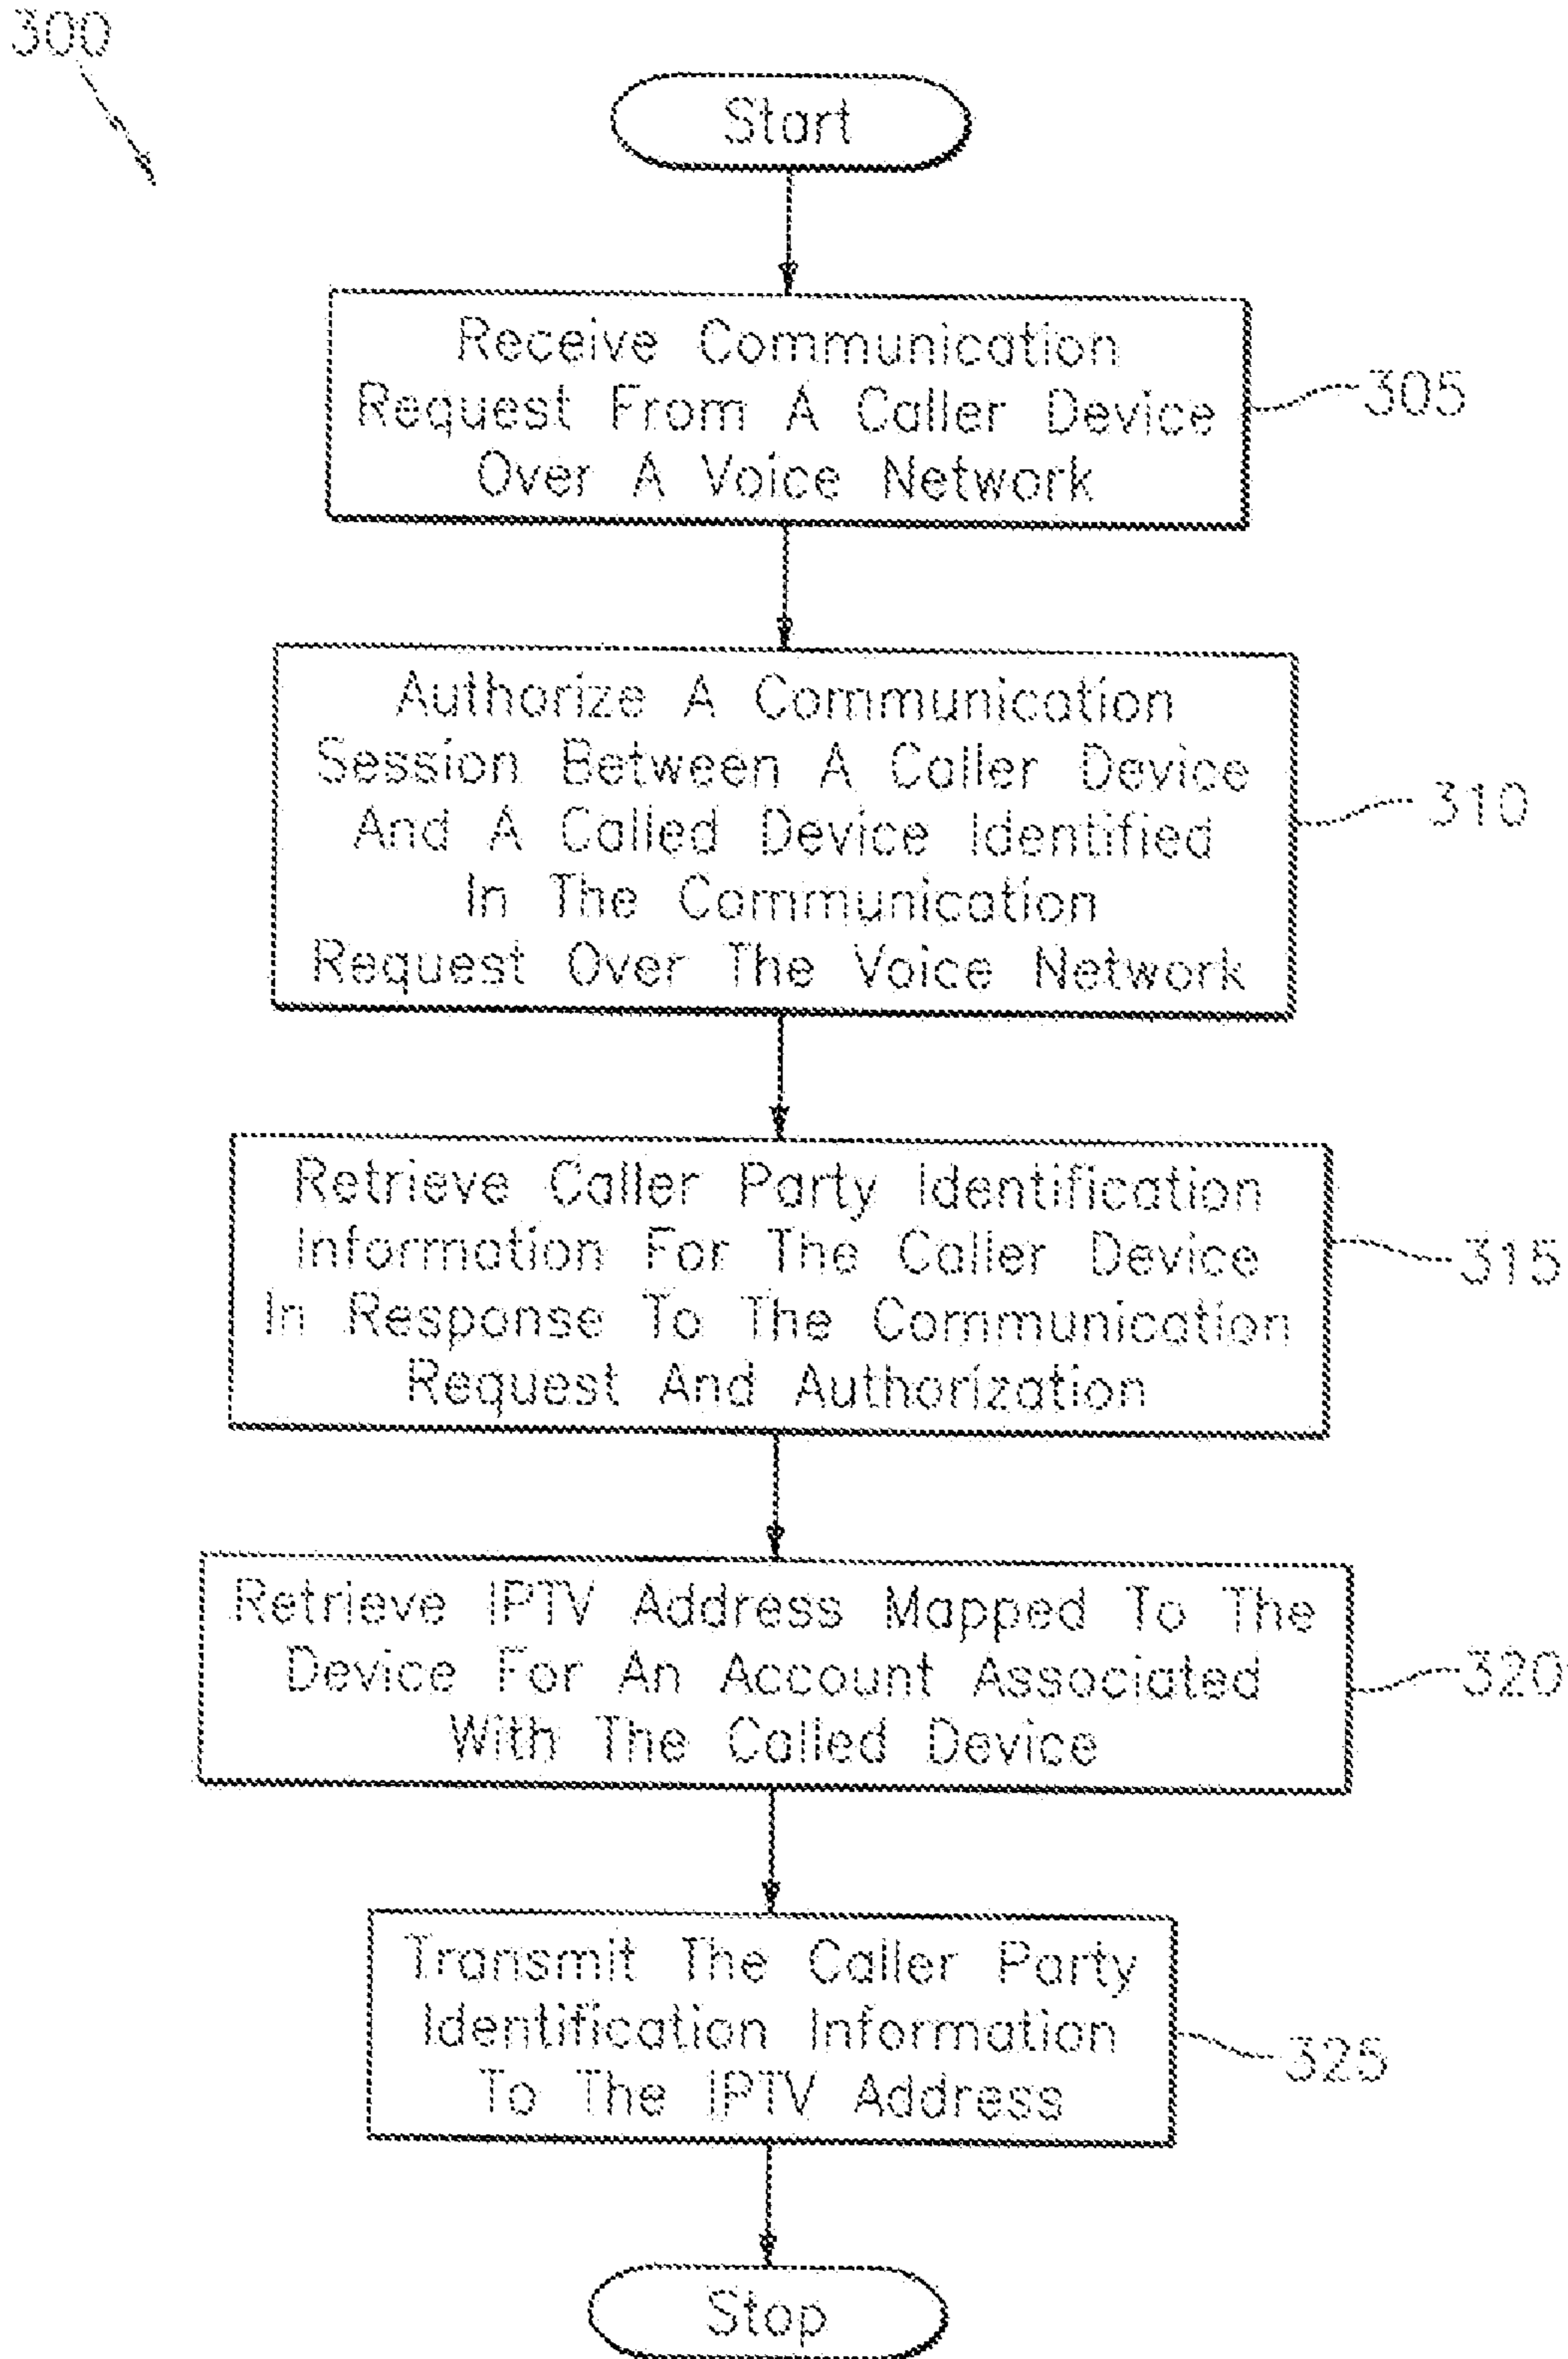 300
Start
Receive Communication
Request From A Caller Device
Over A Voice Network
305
Authorize A Communication
Session Between A Caller Device
And A Called Device Identified
In The Communication
Request Over The Voice Network
310
Retrieve Caller Party Identification
Information For The Caller Device
In Response To The Communication
Request And Authorization
315
Retrieve IPTV Address Mapped To The
Device For An Account Associated
With The Called Device
320
Transmit The Caller Party
Identification Information
To The IPTV Address
325
Stop